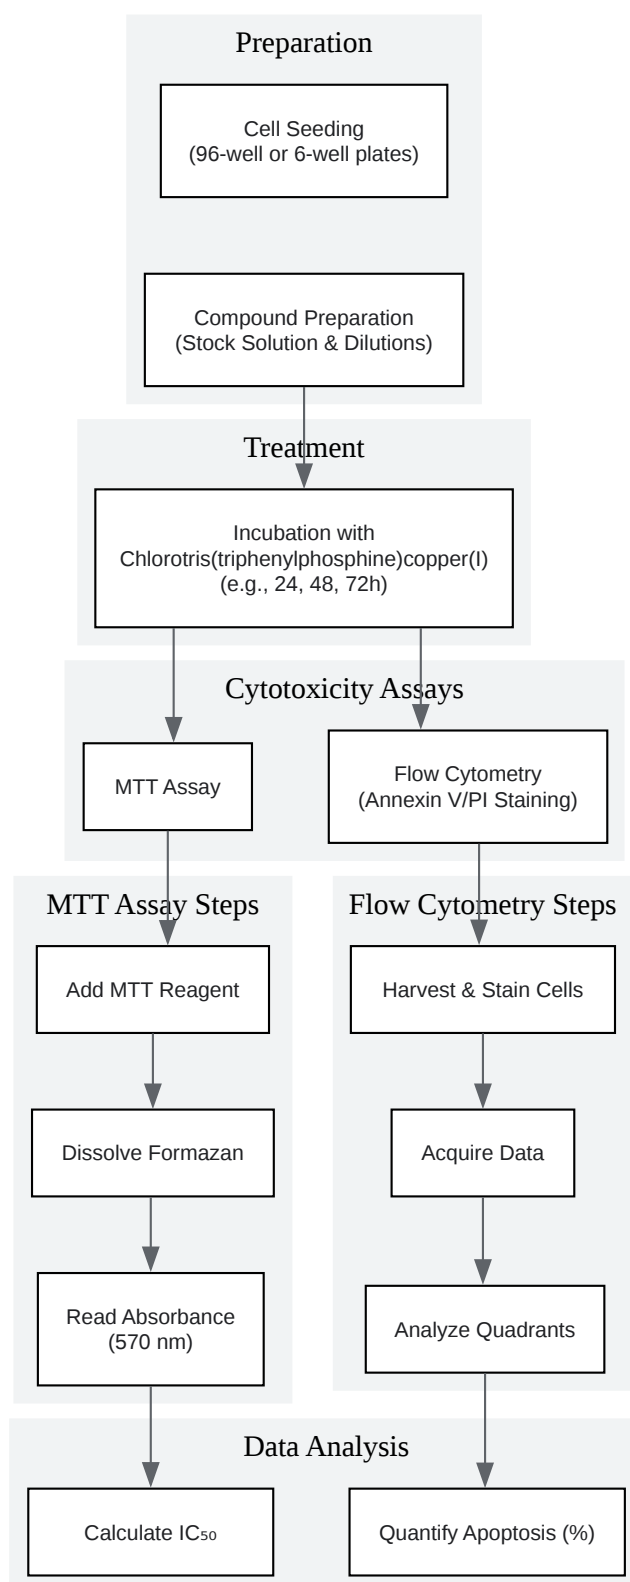 Preparation
Cell Seeding
(96-well or 6-well plates)
Compound Preparation
(Stock Solution & Dilutions)
Treatment
Incubation with
Chlorotris(triphenylphosphine)copper(I)
(e.g., 24, 48, 72h)
Cytotoxicity Assays
MTT Assay
Flow Cytometry
(Annexin V/PI Staining)
MTT Assay Steps
Add MTT Reagent
Dissolve Formazan
Read Absorbance
(570 nm)
Flow Cytometry Steps
Harvest & Stain Cells
Acquire Data
Analyze Quadrants
Data Analysis
Calculate IC₅₀
Quantify Apoptosis (%)